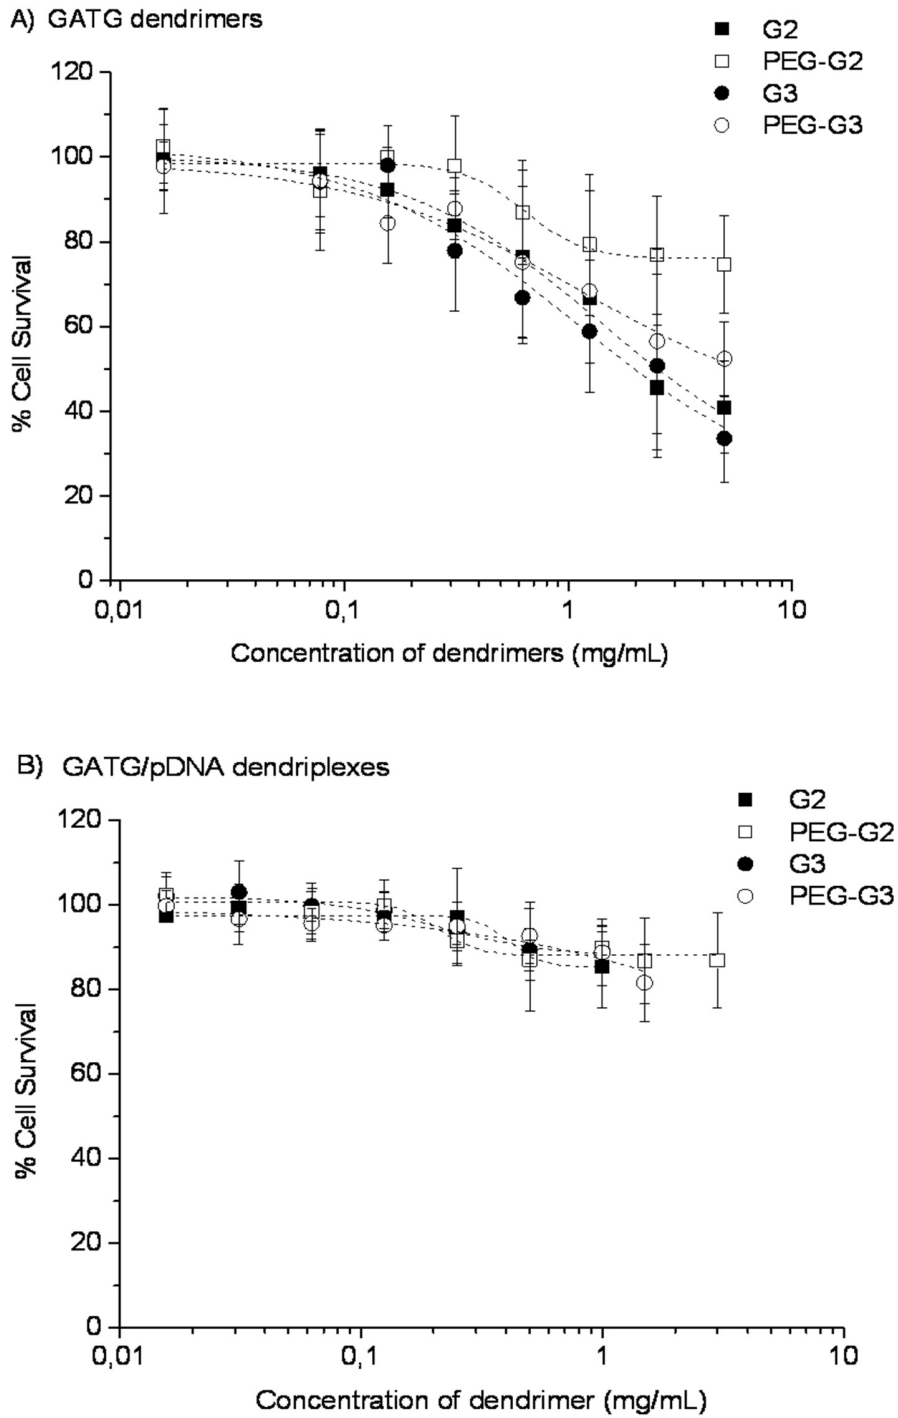 A) GATG dendrimers
G2
PEG-G2
G3
PEG-G3
120
100
80
60
40
20
0
% Cell Survival
0,01 0,1 1 10
Concentration of dendrimers (mg/mL)
B) GATG/pDNA dendriplexes
G2
PEG-G2
G3
PEG-G3
120
100
80
60
40
20
0
% Cell Survival
0,01 0,1 1 10
Concentration of dendrimer (mg/mL)